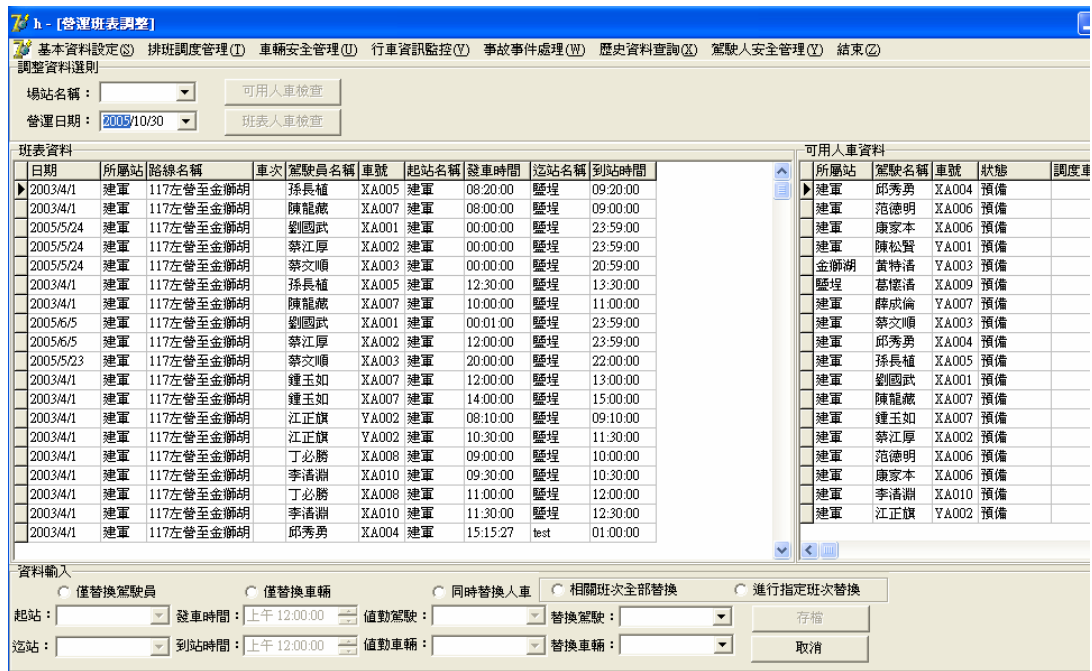 h - [營運班表調整]
基本資料設定(S) 排班調度管理(T) 車輛安全管理(U) 行車資訊監控(V) 事故事件處理(W) 歷史資料查詢(X) 駕駛人安全管理(Y) 結束(Z)
調整資料選則
場站名稱： 可用人車檢查
營運日期： 2005/10/30 班表人車檢查
班表資料 可用人車資料
日期 所屬站 路線名稱 車次 駕駛員名稱 車號 起站名稱 發車時間 迄站名稱 到站時間 所屬站 駕駛名稱 車號 狀態 調度車
2003/4/1 建軍 117左營至金獅胡 孫長植 XA005 建軍 08:20:00 鹽埕 09:20:00 建軍 邱秀勇 XA004 預備
2003/4/1 建軍 117左營至金獅胡 陳龍藏 XA007 建軍 08:00:00 鹽埕 09:00:00 建軍 范德明 XA006 預備
2005/5/24 建軍 117左營至金獅胡 劉國武 XA001 建軍 00:00:00 鹽埕 23:59:00 建軍 康家本 XA006 預備
2005/5/24 建軍 117左營至金獅胡 蔡江厚 XA002 建軍 00:00:00 鹽埕 23:59:00 建軍 陳松賢 YA001 預備
2005/5/24 建軍 117左營至金獅胡 蔡交順 XA003 建軍 00:00:00 鹽埕 20:59:00 金獅湖 黃特 YA003 預備
2003/4/1 建軍 117左營至金獅胡 孫長植 XA005 建軍 12:30:00 鹽埕 13:30:00 鹽埕 葛懷 XA009 預備
2003/4/1 建軍 117左營至金獅胡 陳龍藏 XA007 建軍 10:00:00 鹽埕 11:00:00 建軍 薛成倫 YA007 預備
2005/6/5 建軍 117左營至金獅胡 劉國武 XA001 建軍 00:01:00 鹽埕 23:59:00 建軍 蔡交順 XA003 預備
2005/6/5 建軍 117左營至金獅胡 蔡江厚 XA002 建軍 12:00:00 鹽埕 23:59:00 建軍 邱秀勇 XA004 預備
2005/5/23 建軍 117左營至金獅胡 蔡交順 XA003 建軍 20:00:00 鹽埕 22:00:00 建軍 孫長植 XA005 預備
2003/4/1 建軍 117左營至金獅胡 鍾玉如 XA007 建軍 12:00:00 鹽埕 13:00:00 建軍 劉國武 XA001 預備
2003/4/1 建軍 117左營至金獅胡 鍾玉如 XA007 建軍 14:00:00 鹽埕 15:00:00 建軍 陳龍藏 XA007 預備
2003/4/1 建軍 117左營至金獅胡 江正旗 YA002 建軍 08:10:00 鹽埕 09:10:00 建軍 鍾玉如 XA007 預備
2003/4/1 建軍 117左營至金獅胡 江正旗 YA002 建軍 10:30:00 鹽埕 11:30:00 建軍 蔡江厚 XA002 預備
2003/4/1 建軍 117左營至金獅胡 丁必勝 XA008 建軍 09:00:00 鹽埕 10:00:00 建軍 范德明 XA006 預備
2003/4/1 建軍 117左營至金獅胡 XA010 建軍 09:30:00 鹽埕 10:30:00 建軍 康家本 XA006 預備
2003/4/1 建軍 117左營至金獅胡 丁必勝 XA008 建軍 11:00:00 鹽埕 12:00:00 建軍 XA010 預備
2003/4/1 建軍 117左營至金獅胡 XA010 建軍 11:30:00 鹽埕 12:30:00 建軍 江正旗 YA002 預備
2003/4/1 建軍 117左營至金獅胡 邱秀勇 XA004 建軍 15:15:27 test 01:00:00
資料輸入
僅替換駕駛員 僅替換車輛 同時替換人車 相關班次全部替換 進行指定班次替換
起站： 發車時間： 上午 12:00:00 值勤駕駛： 替換駕駛： 存檔
迄站： 到站時間： 上午 12:00:00 值勤車輛： 替換車輛： 取消